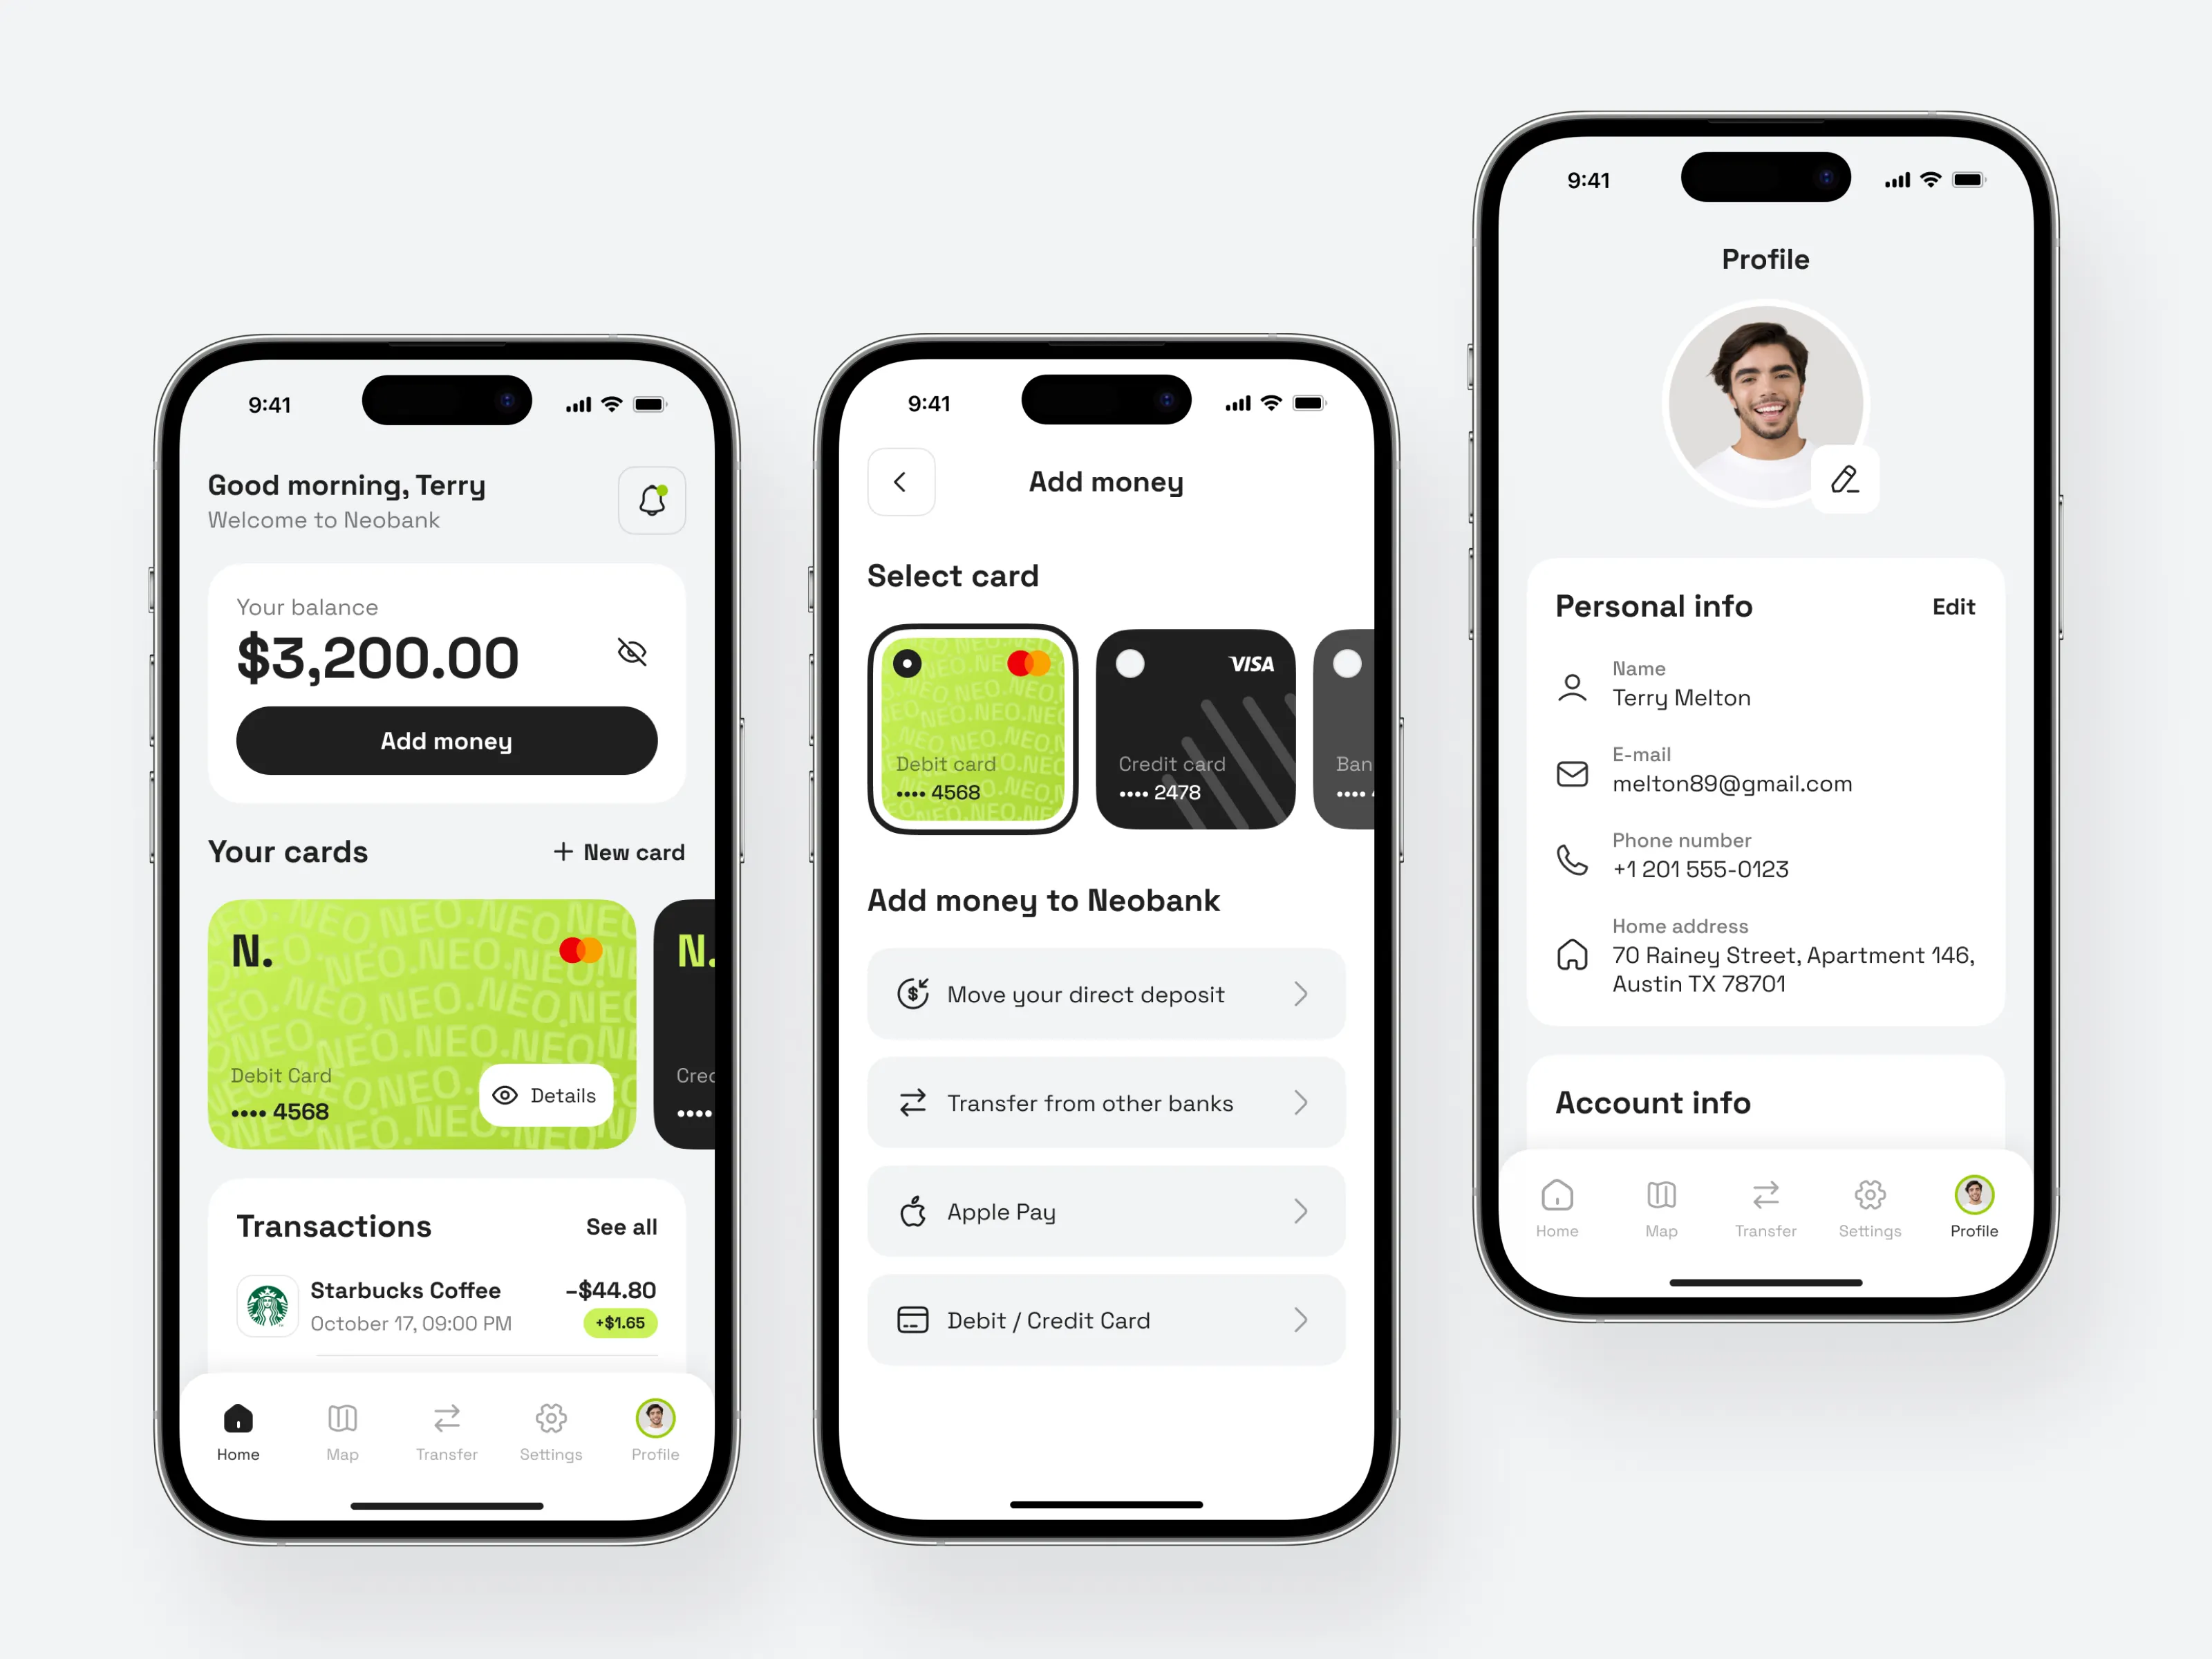 9:41
Good morning, Terry
Welcome to Neobank
Your balance
$3,200.00
Add money
Your cards
+ New card
N.
Debit Card
•••• 4568
Details
N.
••••
Transactions
See all
Starbucks Coffee
–$44.80
October 17, 09:00 PM
+$1.65
Home
Map
Transfer
Settings
Profile
9:41
Add money
Select card
Debit card
•••• 4568
VISA
Credit card
•••• 2478
••••
Add money to Neobank
Move your direct deposit
Transfer from other banks
Apple Pay
Debit / Credit Card
9:41
Profile
Personal info
Edit
Name
Terry Melton
E-mail
melton89@gmail.com
Phone number
+1 201 555-0123
Home address
70 Rainey Street, Apartment 146,
Austin TX 78701
Account info
Home
Map
Transfer
Settings
Profile